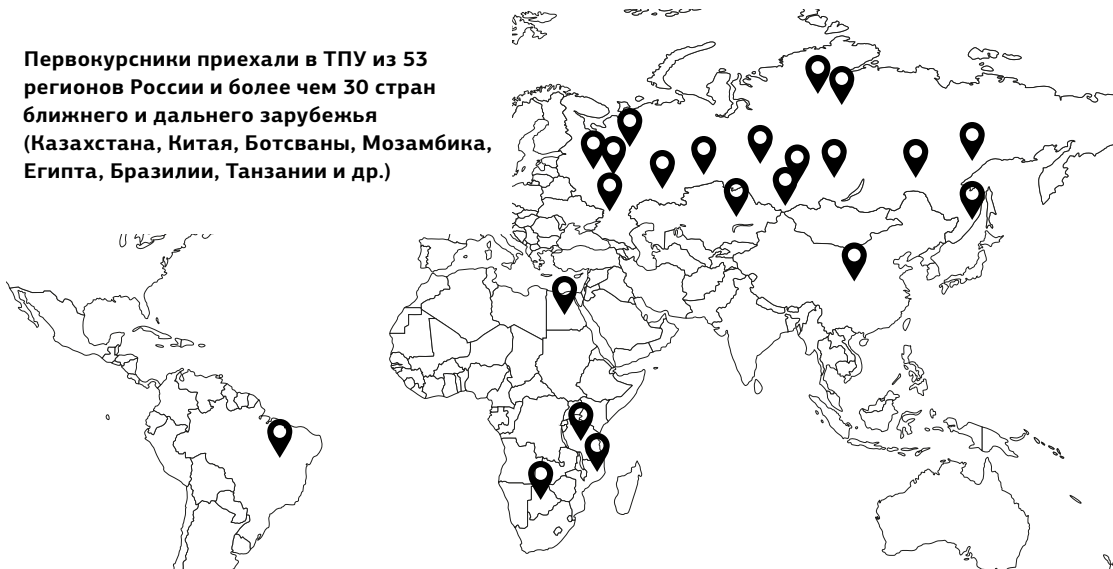 Первокурсники приехали в ТПУ из 53
регионов России и более чем 30 стран
ближнего и дальнего зарубежья
(Казахстана, Китая, Ботсваны, Мозамбика,
Египта, Бразилии, Танзании и др.)